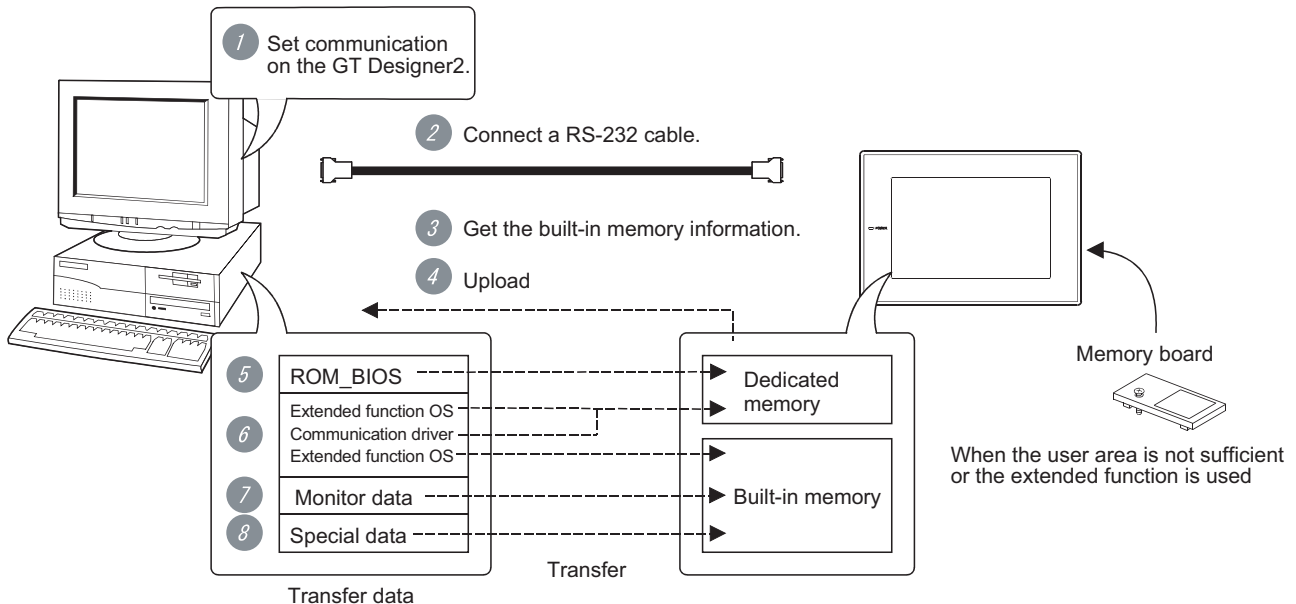 1 Set communication
on the GT Designer2.
2 Connect a RS-232 cable.
3 Get the built-in memory information.
4 Upload
5 ROM_BIOS
6 Extended function OS
Communication driver
Extended function OS
7 Monitor data
8 Special data
Transfer data
Transfer
Dedicated
memory
Built-in memory
Memory board
When the user area is not sufficient
or the extended function is used